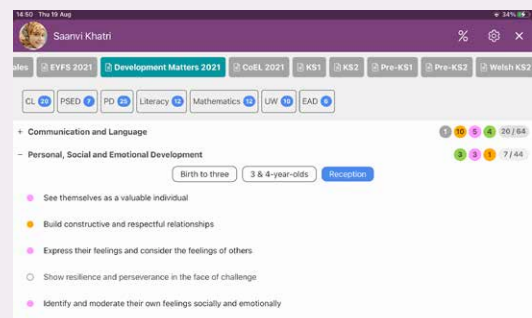 14:50 Thu 19 Aug 34%
Saanvi Khatri % ×
ales EYFS 2021 Development Matters 2021 CoEL 2021 KS1 KS2 Pre-KS1 Pre-KS2 Welsh KS2
CL 20 PSED 7 PD 25 Literacy 12 Mathematics 12 UW 10 EAD 6
+ Communication and Language 1 10 5 4 20 / 64
− Personal, Social and Emotional Development 3 3 1 7 / 44
Birth to three 3 & 4-year-olds Reception
See themselves as a valuable individual
Build constructive and respectful relationships
Express their feelings and consider the feelings of others
Show resilience and perseverance in the face of challenge
Identify and moderate their own feelings socially and emotionally